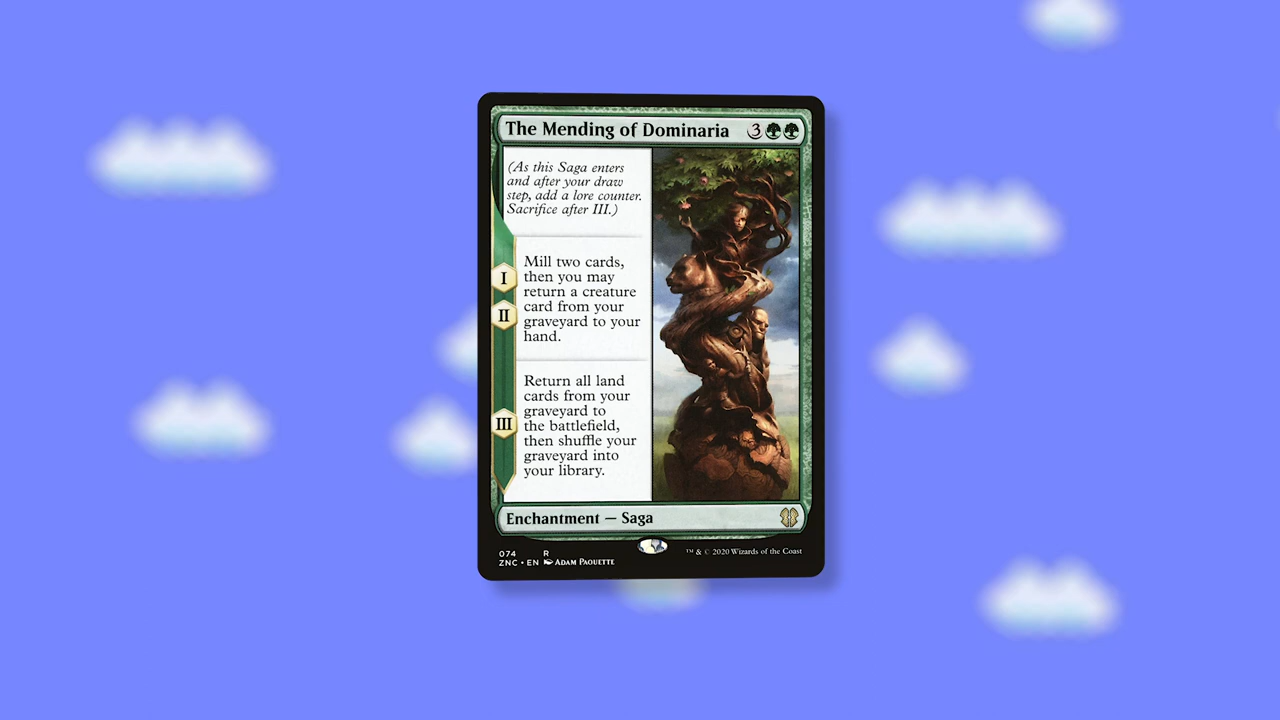 The Mending of Dominaria 3
(As this Saga enters
and after your draw
step, add a lore counter.
Sacrifice after III.)
I
II
Mill two cards,
then you may
return a creature
card from your
graveyard to your
hand.
III
Return all land
cards from your
graveyard to
the battlefield,
then shuffle your
graveyard into
your library.
Enchantment — Saga
074 R
ZNC • EN ADAM PAQUETTE
™ & © 2020 Wizards of the Coast